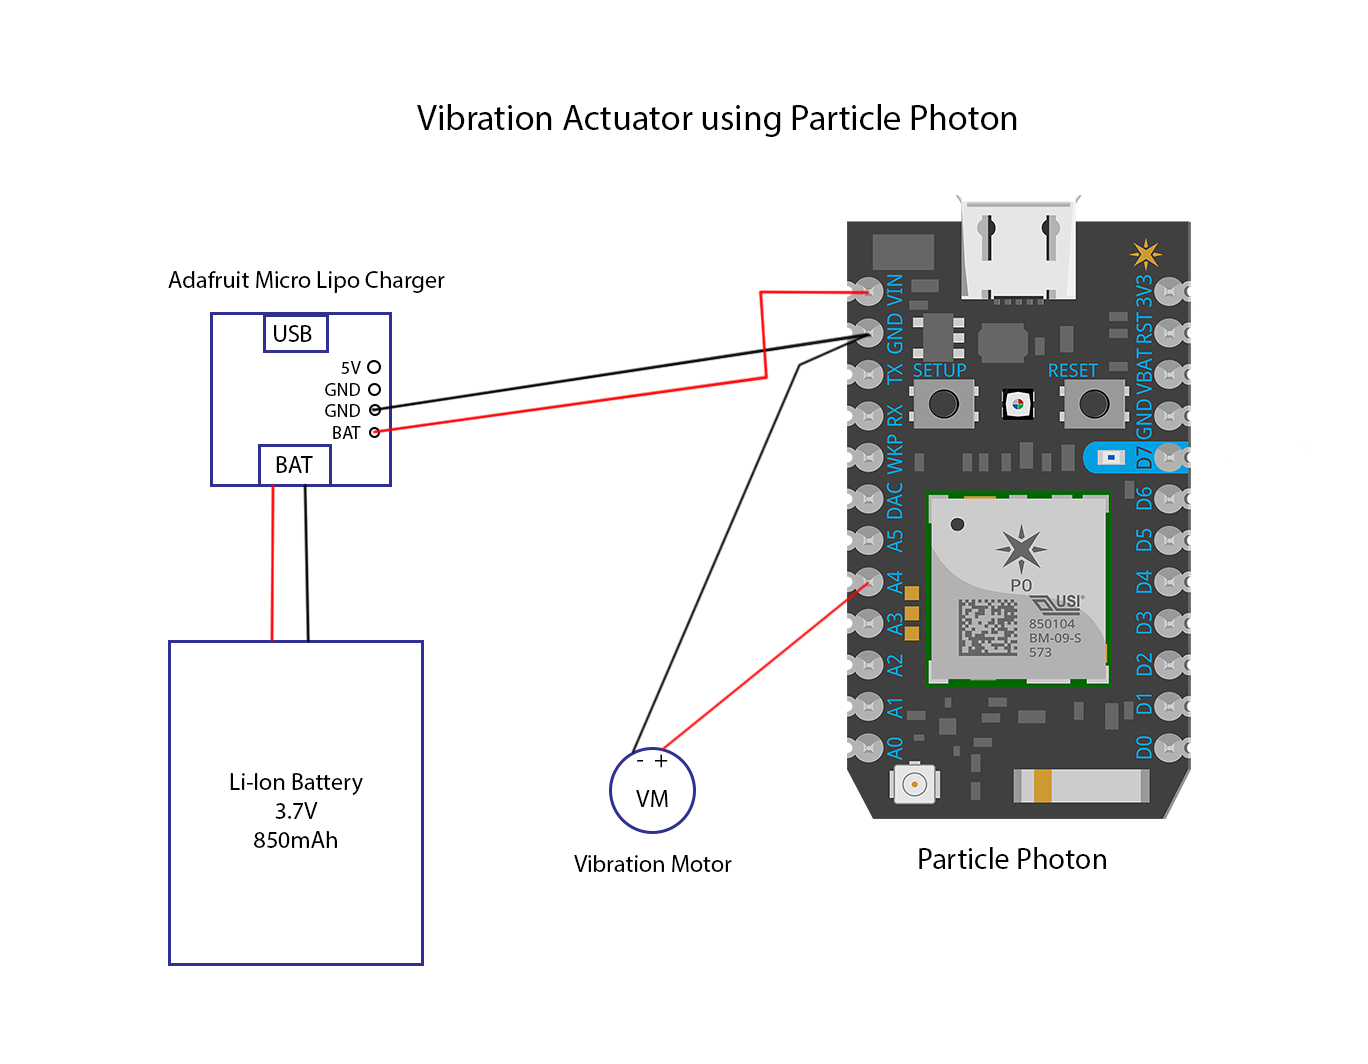 Vibration Actuator using Particle Photon
Adafruit Micro Lipo Charger
USB
5V
GND
GND
BAT
BAT
Li-Ion Battery
3.7V
850mAh
- +
VM
Vibration Motor
VIN
GND
TX
RX
WKP
DAC
A5
A4
A3
A2
A1
A0
SETUP
RESET
3V3
RST
VBAT
GND
D7
D6
D5
D4
D3
D2
D1
D0
P0
USI®
850104
BM-09-S
573
Particle Photon